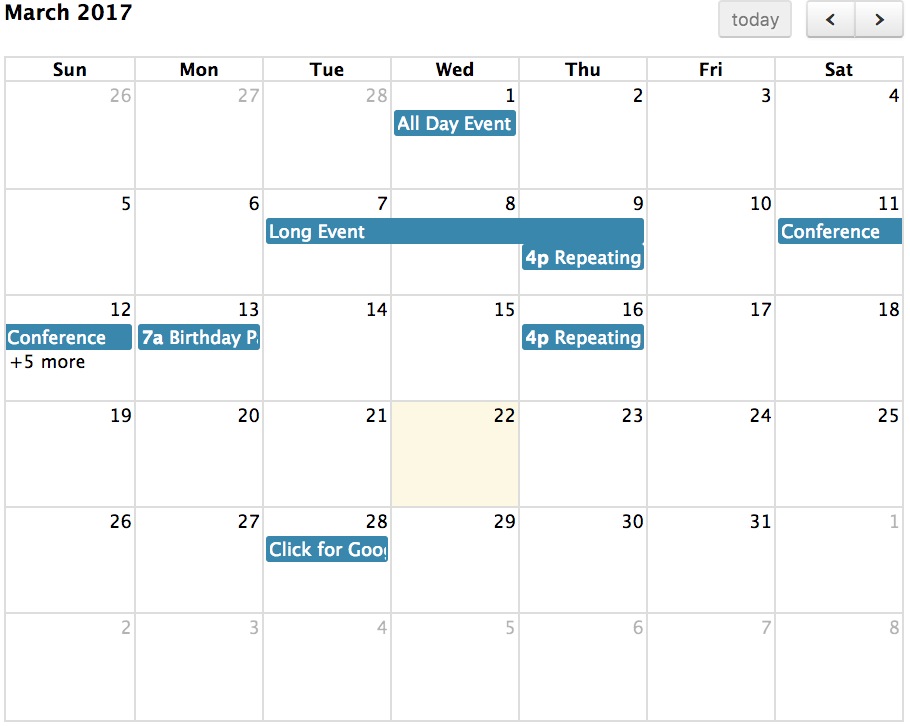 March 2017
today
Sun Mon Tue Wed Thu Fri Sat
26 27 28 1 2 3 4
All Day Event
5 6 7 8 9 10 11
Long Event Conference
4p Repeating
12 13 14 15 16 17 18
Conference 7a Birthday P 4p Repeating
+5 more
19 20 21 22 23 24 25
26 27 28 29 30 31 1
Click for Goog
2 3 4 5 6 7 8